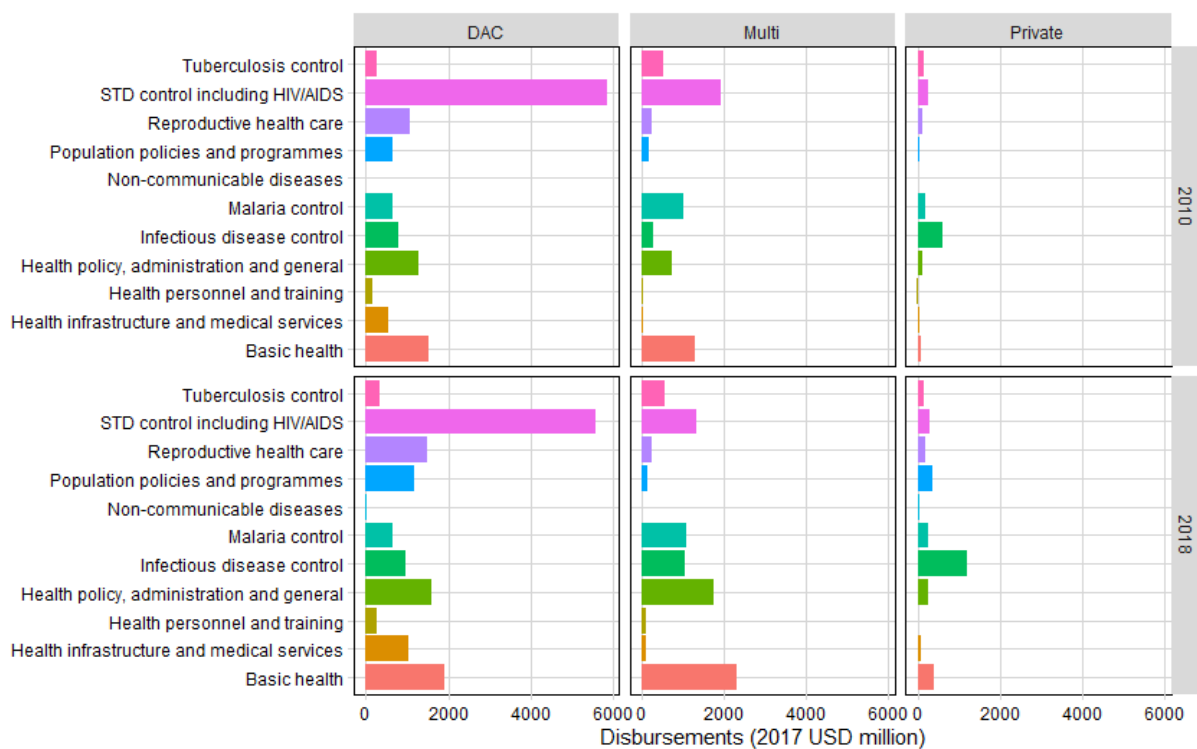 DAC Multi Private
Tuberculosis control
STD control including HIV/AIDS
Reproductive health care
Population policies and programmes
Non-communicable diseases
Malaria control
Infectious disease control
Health policy, administration and general
Health personnel and training
Health infrastructure and medical services
Basic health
2010
Tuberculosis control
STD control including HIV/AIDS
Reproductive health care
Population policies and programmes
Non-communicable diseases
Malaria control
Infectious disease control
Health policy, administration and general
Health personnel and training
Health infrastructure and medical services
Basic health
2018
0 2000 4000 6000 0 2000 4000 6000 0 2000 4000 6000
Disbursements (2017 USD million)